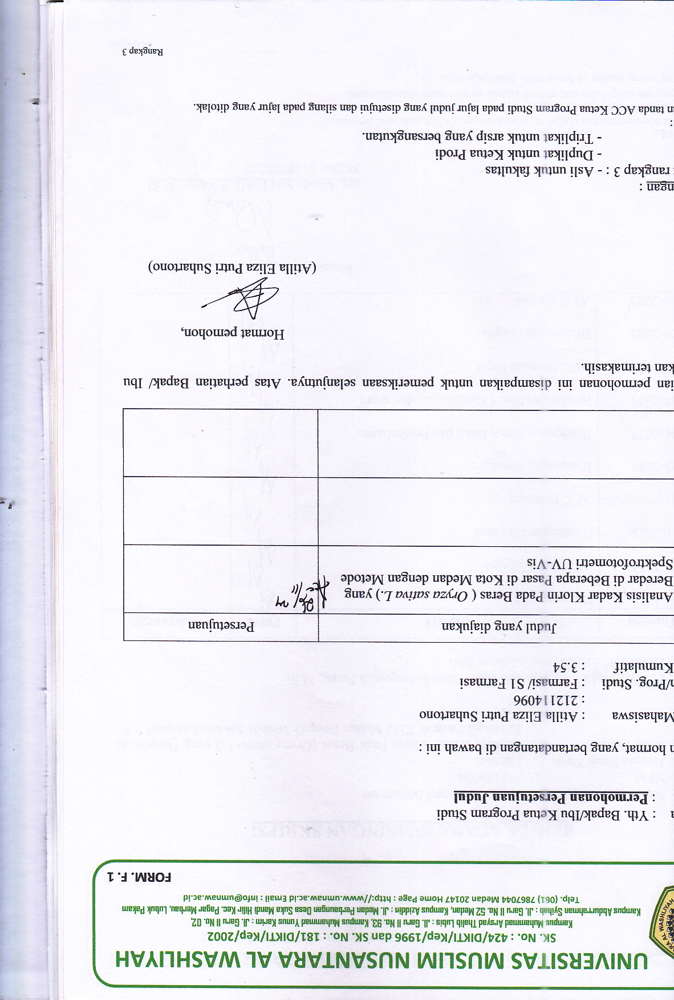 UNIVERSITAS MUSLIM NUSANTARA AL WASHLIYAH
SK. No. : 424/DIKTI/Kep/1996 dan SK. No. : 181/DIKTI/Kep/2002
Kampus Muhammad Arsyad Thalib Lubis : Jl. Garu II No. 93, Kampus Muhammad Yunus Karim : Jl. Garu II No. 02,
Kampus Abdurrahman Syihab : Jl. Garu II No. 52 Medan, Kampus Aziddin : Jl. Medan Perbaungan Desa Suka Mandi Hilir Kec. Pagar Merbau, Lubuk Pakam
Telp. (061) 7867044 Medan 20147 Home Page : http://www.umnaw.ac.id Email : info@umnaw.ac.id
FORM. F. 1
a : Yth. Bapak/Ibu Ketua Program Studi
: Permohonan Persetujuan Judul
n hormat, yang bertandatangan di bawah ini :
Mahasiswa : Atilla Eliza Putri Suhartono
: 212114096
n/Prog. Studi : Farmasi/ S1 Farmasi
Kumulatif : 3.54
Judul yang diajukan Persetujuan
Analisis Kadar Klorin Pada Beras ( Oryza sativa L.) yang
Beredar di Beberapa Pasar di Kota Medan dengan Metode
Spektrofotometri UV-Vis
Acc
ian permohonan ini disampaikan untuk pemeriksaan selanjutnya. Atas perhatian Bapak/ Ibu
kan terimakasih.
Hormat pemohon,
(Atilla Eliza Putri Suhartono)
ngan :
rangkap 3 : - Asli untuk fakultas
- Duplikat untuk Ketua Prodi
- Triplikat untuk arsip yang bersangkutan.
:
n tanda ACC Ketua Program Studi pada lajur judul yang disetujui dan silang pada lajur yang ditolak.
Rangkap 3